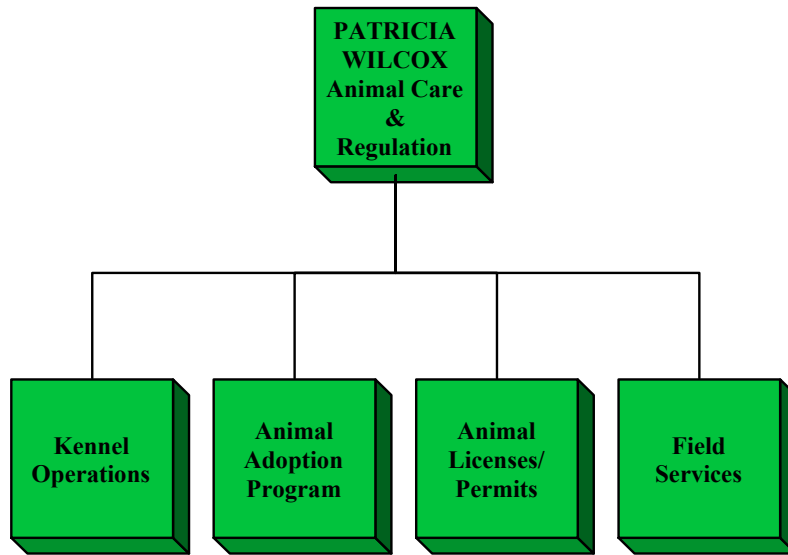 PATRICIA
WILCOX
Animal Care
&
Regulation
Kennel
Operations
Animal
Adoption
Program
Animal
Licenses/
Permits
Field
Services